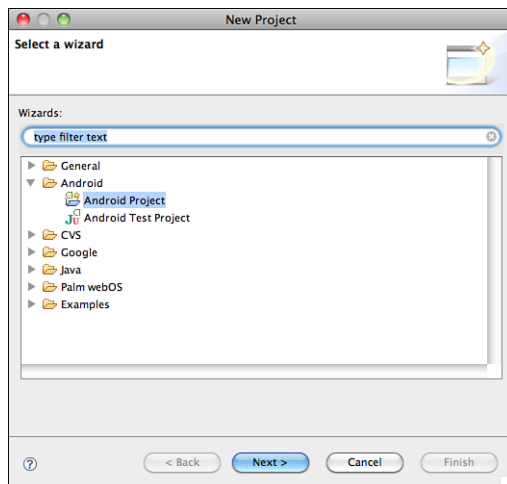 New Project
Select a wizard
Wizards:
type filter text
General
Android
Android Project
Android Test Project
CVS
Google
Java
Palm webOS
Examples
?
< Back
Next >
Cancel
Finish